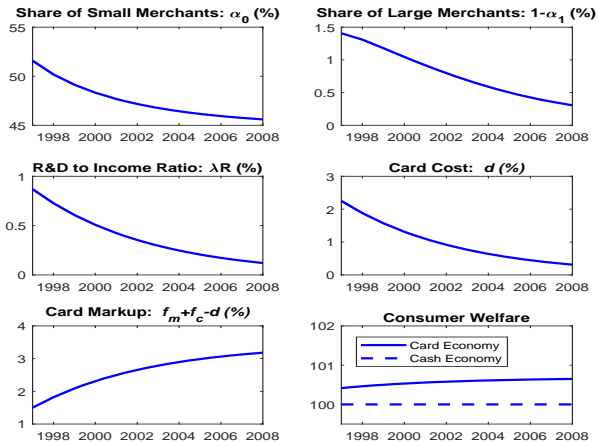 Share of Small Merchants: α0 (%)
55
50
45
1998 2000 2002 2004 2006 2008
Share of Large Merchants: 1-α1 (%)
1.5
1
0.5
0
1998 2000 2002 2004 2006 2008
R&D to Income Ratio: λR (%)
1
0.5
0
1998 2000 2002 2004 2006 2008
Card Cost: d (%)
3
2
1
0
1998 2000 2002 2004 2006 2008
Card Markup: fm+fc-d (%)
4
3
2
1
1998 2000 2002 2004 2006 2008
Consumer Welfare
102
101
100
Card Economy
Cash Economy
1998 2000 2002 2004 2006 2008